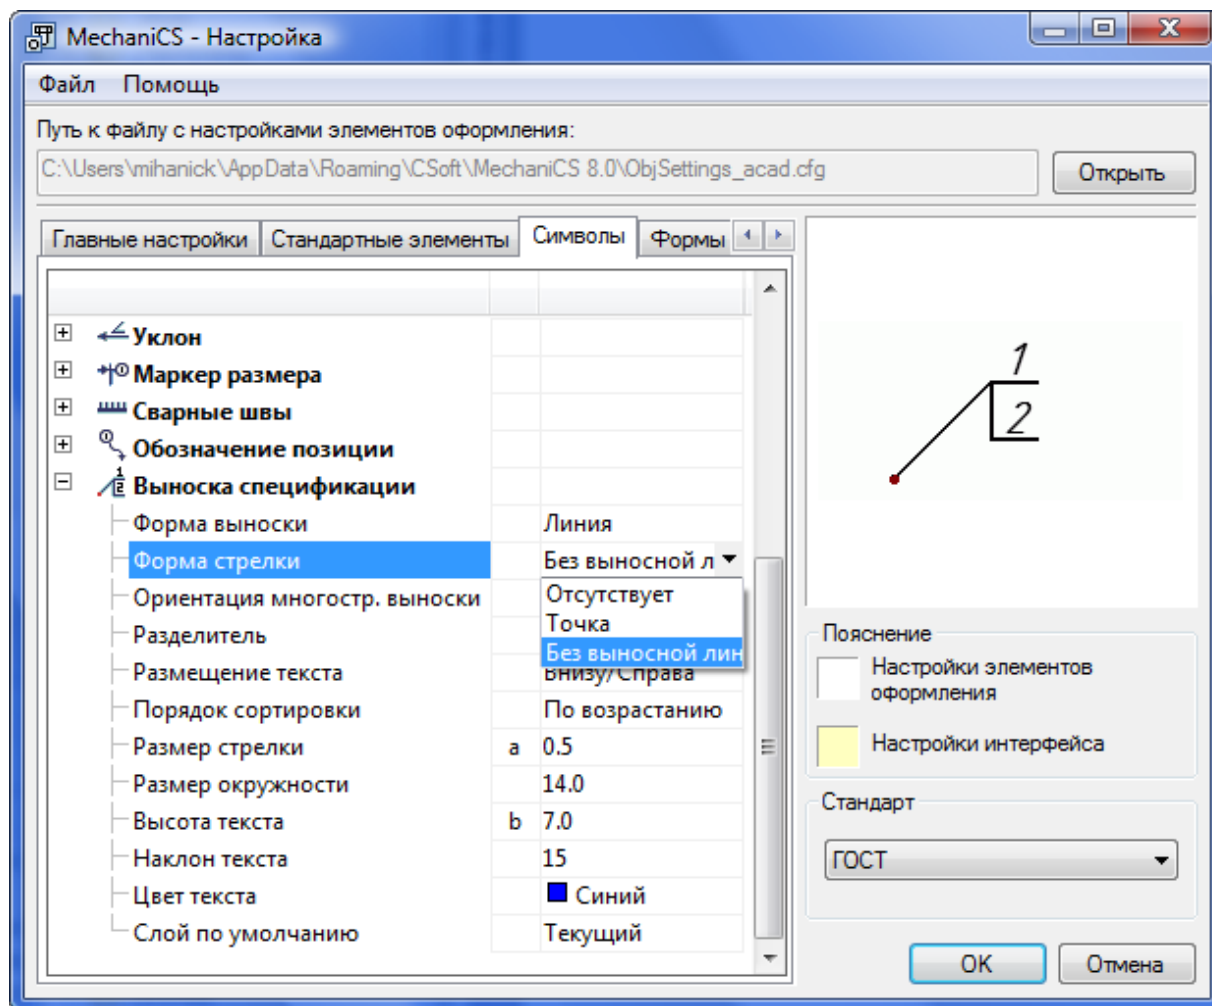 MechaniCS - Настройка
Файл Помощь
Путь к файлу с настройками элементов оформления:
C:\Users\mihanick\AppData\Roaming\CSoft\MechaniCS 8.0\ObjSettings_acad.cfg
Открыть
Главные настройки Стандартные элементы Символы Формы
Уклон
Маркер размера
Сварные швы
Обозначение позиции
Выноска спецификации
Форма выноски Линия
Форма стрелки Без выносной л
Ориентация многостр. выноски Отсутствует
Точка
Разделитель
Без выносной лин
Размещение текста Внизу/Справа
Порядок сортировки По возрастанию
Размер стрелки a 0.5
Размер окружности 14.0
Высота текста b 7.0
Наклон текста 15
Цвет текста Синий
Слой по умолчанию Текущий
1
2
Пояснение
Настройки элементов
оформления
Настройки интерфейса
Стандарт
ГОСТ
OK Отмена